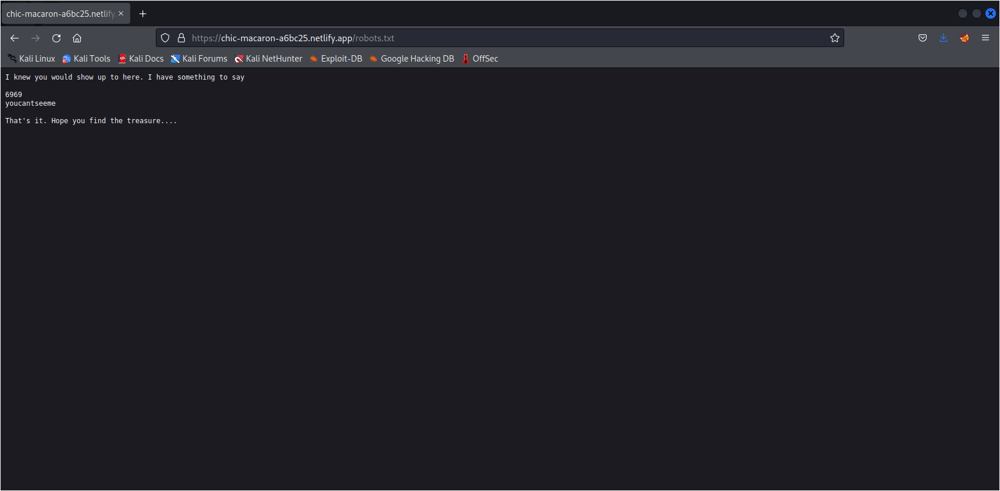 chic-macaron-a6bc25.netlify
https://chic-macaron-a6bc25.netlify.app/robots.txt
Kali Linux Kali Tools Kali Docs Kali Forums Kali NetHunter Exploit-DB Google Hacking DB OffSec
I knew you would show up to here. I have something to say
6969
youcantseeme
That's it. Hope you find the treasure....